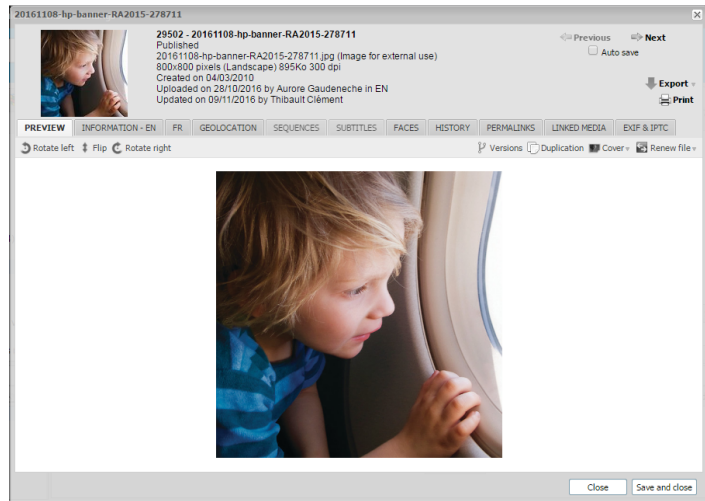 20161108-hp-banner-RA2015-278711
29502 - 20161108-hp-banner-RA2015-278711
Published
20161108-hp-banner-RA2015-278711.jpg (Image for external use)
800x800 pixels (Landscape) 895Ko 300 dpi
Created on 04/03/2010
Uploaded on 28/10/2016 by Aurore Gaudeneche in EN
Updated on 09/11/2016 by Thibault Clément
Previous Next
Auto save
Export
Print
PREVIEW INFORMATION - EN FR GEOLOCATION SEQUENCES SUBTITLES FACES HISTORY PERMALINKS LINKED MEDIA EXIF & IPTC
Rotate left Flip Rotate right Versions Duplication Cover Renew file
Close Save and close